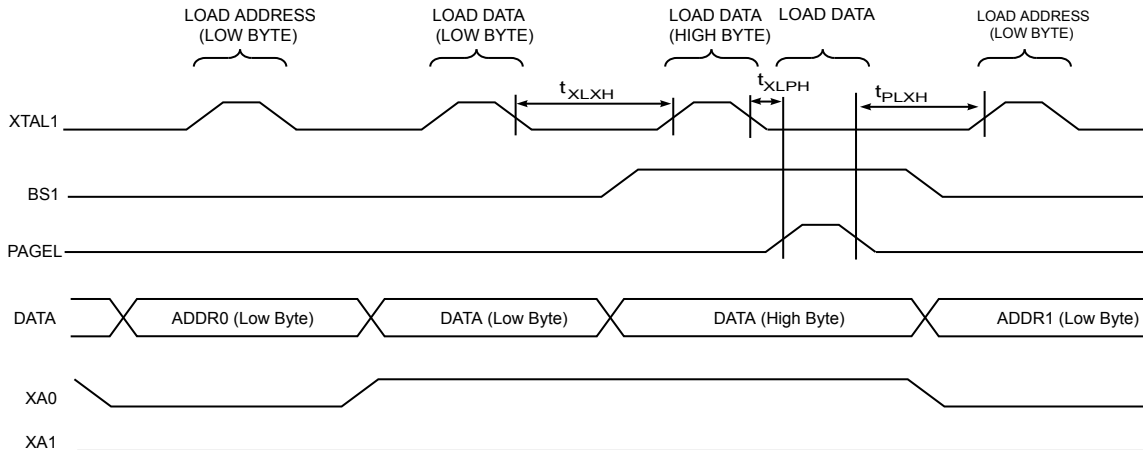 LOAD ADDRESS
(LOW BYTE)
LOAD DATA
(LOW BYTE)
LOAD DATA
(HIGH BYTE)
LOAD DATA
LOAD ADDRESS
(LOW BYTE)
tXLXH
tXLPH
tPLXH
XTAL1
BS1
PAGEL
DATA
ADDR0 (Low Byte)
DATA (Low Byte)
DATA (High Byte)
ADDR1 (Low Byte)
XA0
XA1